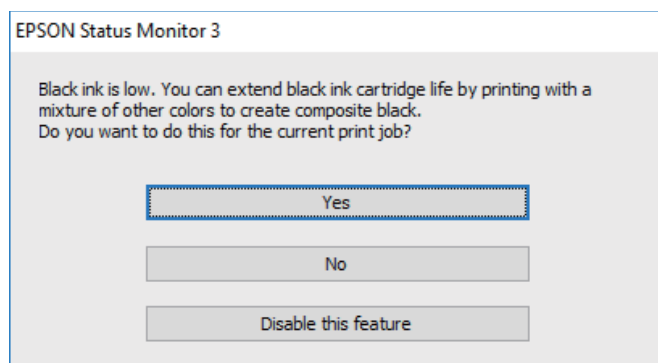 EPSON Status Monitor 3
Black ink is low. You can extend black ink cartridge life by printing with a
mixture of other colors to create composite black.
Do you want to do this for the current print job?
Yes
No
Disable this feature